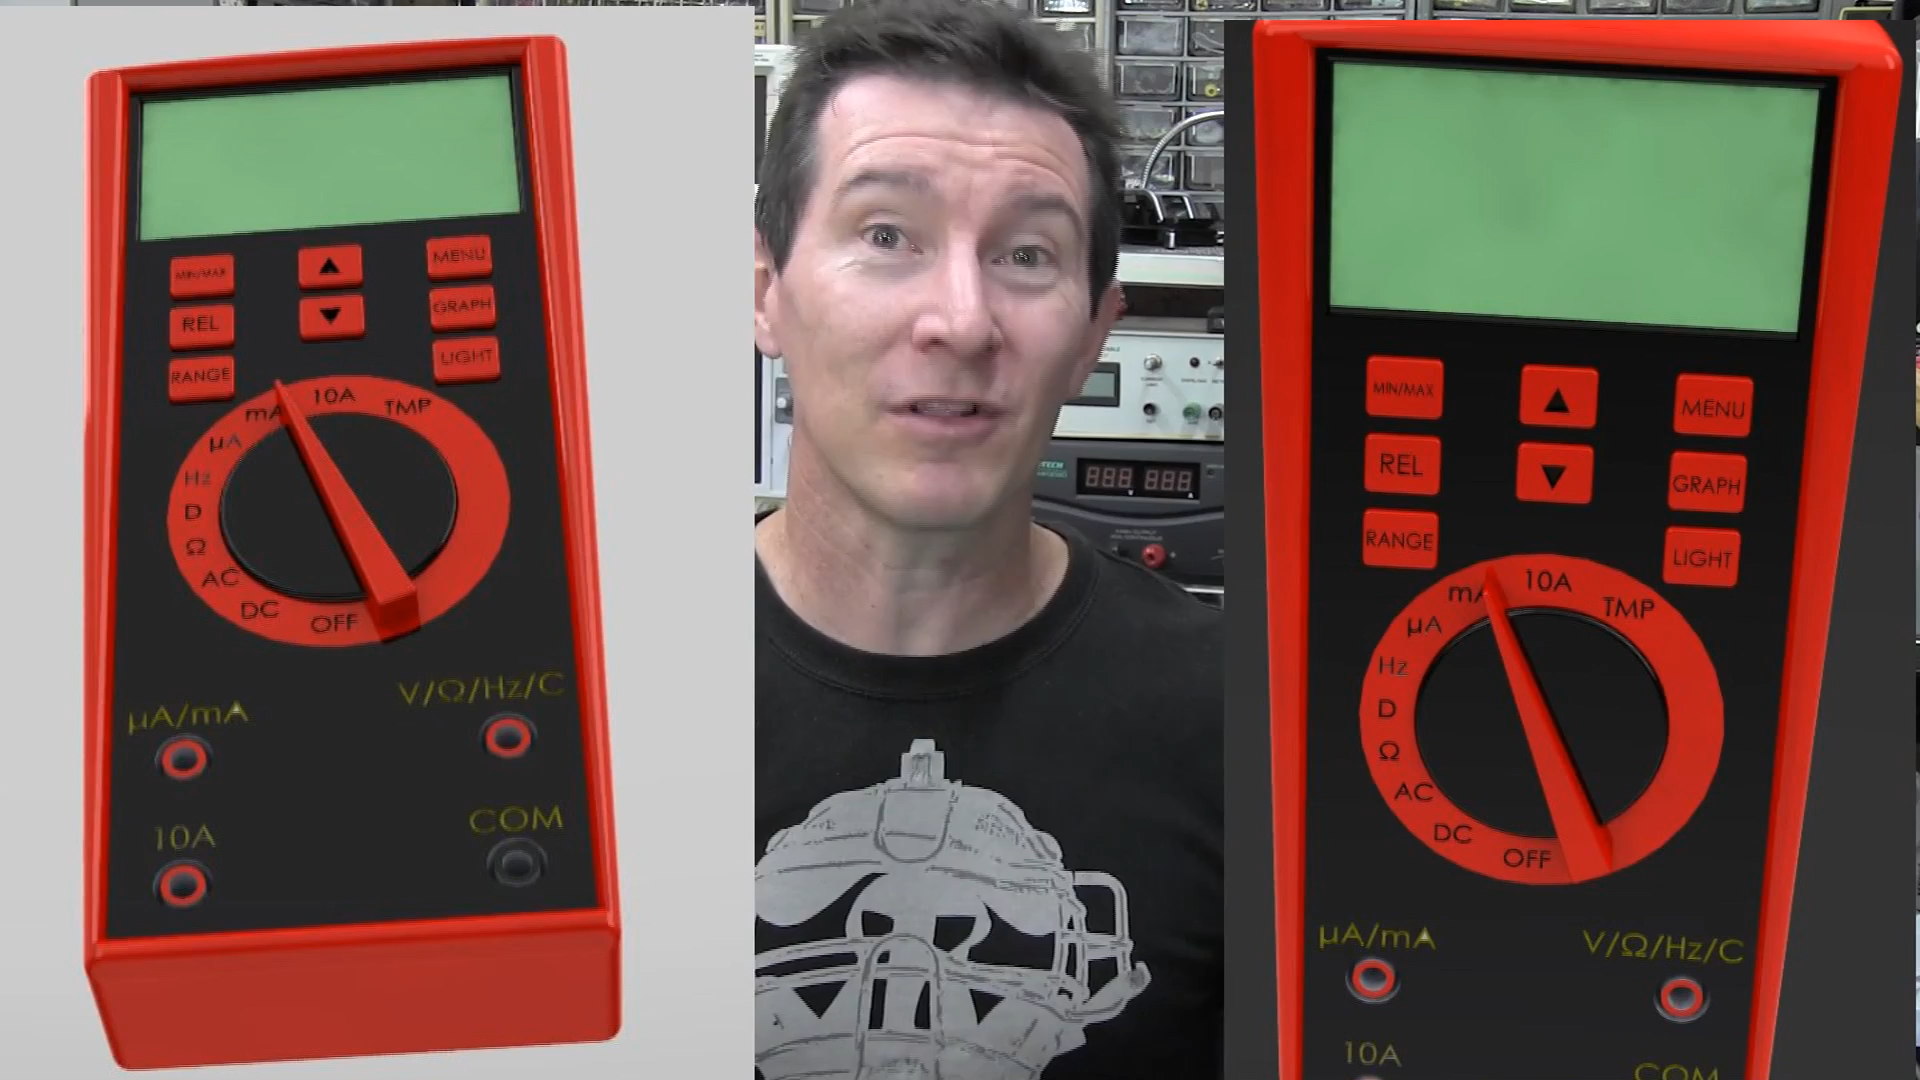 MIN/MAX
REL
RANGE
MENU
GRAPH
LIGHT
mA
10A
TMP
µA
Hz
D
Ω
AC
DC
OFF
µA/mA
V/Ω/Hz/C
10A
COM
888 888
MIN/MAX
REL
RANGE
MENU
GRAPH
LIGHT
mA
10A
TMP
µA
Hz
D
Ω
AC
DC
OFF
µA/mA
V/Ω/Hz/C
10A
COM